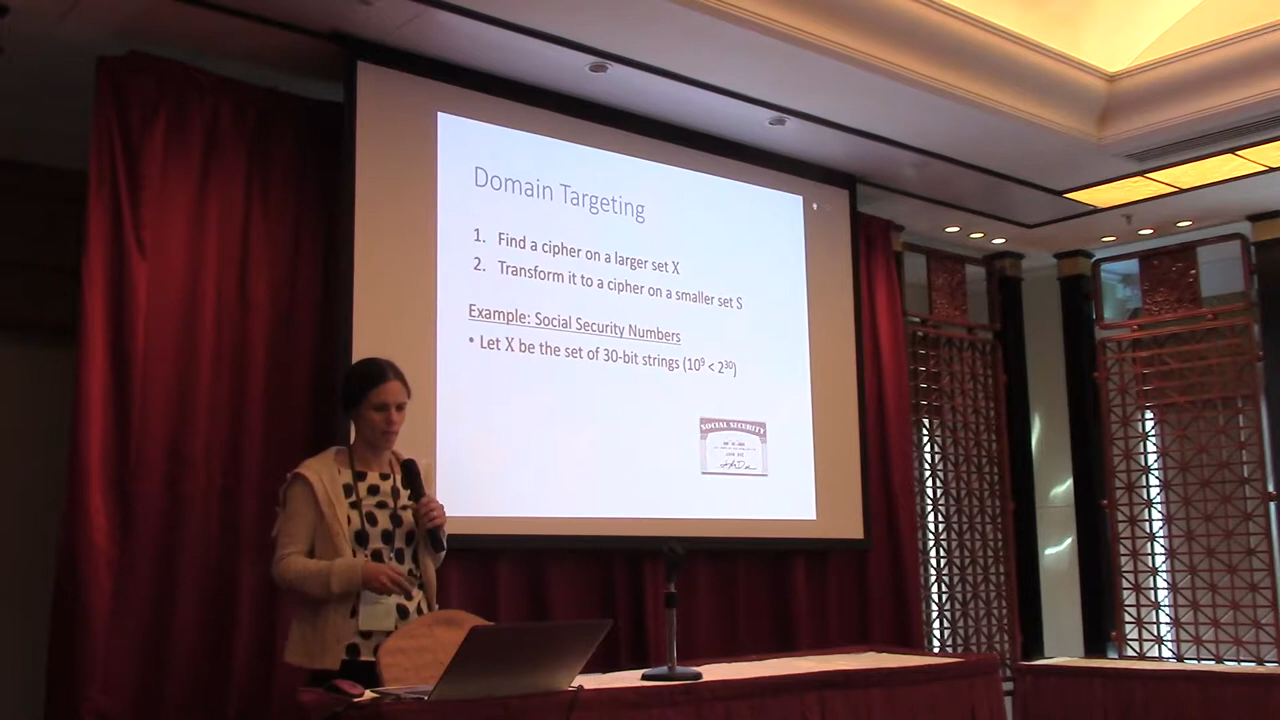 Domain Targeting
1. Find a cipher on a larger set X
2. Transform it to a cipher on a smaller set S
Example: Social Security Numbers
• Let X be the set of 30-bit strings (10⁹ < 2³⁰)
SOCIAL SECURITY